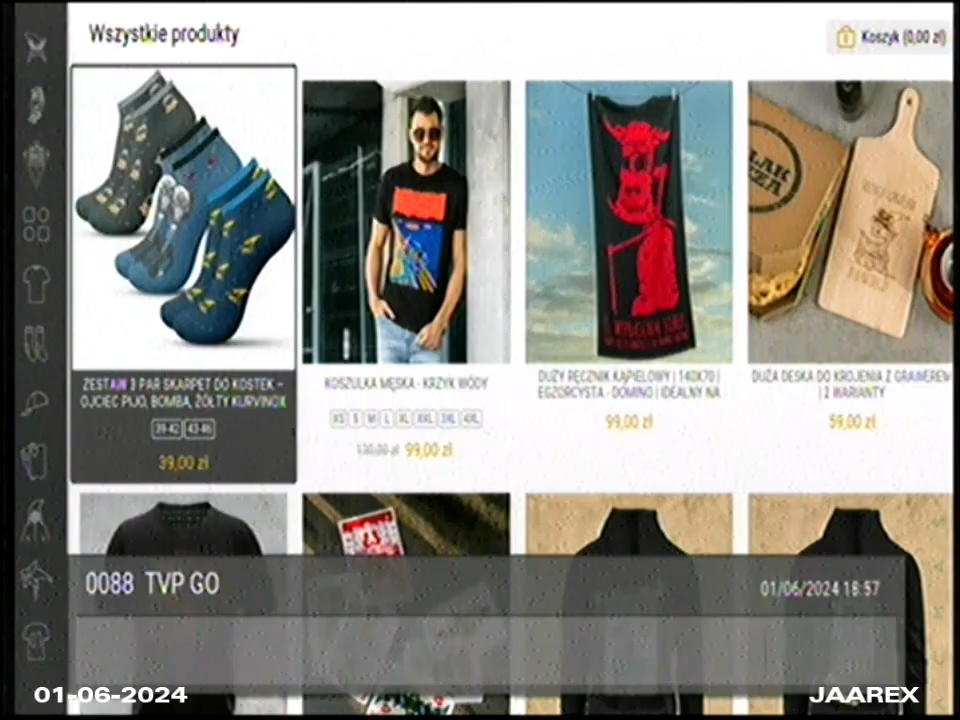 Wszystkie produkty
Koszyk (0,00 zł)
ZESTAW 3 PAR SKARPET DO KOSTEK –
OJCIEC PIJO, BOMBA, ŻÓŁTY KURVINOX
39-42 43-46
39,00 zł
KOSZULKA MĘSKA - KRZYK WÓDY
XS S M L XL XXL 3XL 4XL
130,00 zł 99,00 zł
DUŻY RĘCZNIK KĄPIELOWY | 140X70 |
EGZORCYSTA - DOMINO | IDEALNY NA
99,00 zł
DUŻA DESKA DO KROJENIA Z GRAWEREM
| 2 WARIANTY
59,00 zł
0088 TVP GO
01/06/2024 18:57
01-06-2024
JAAREX